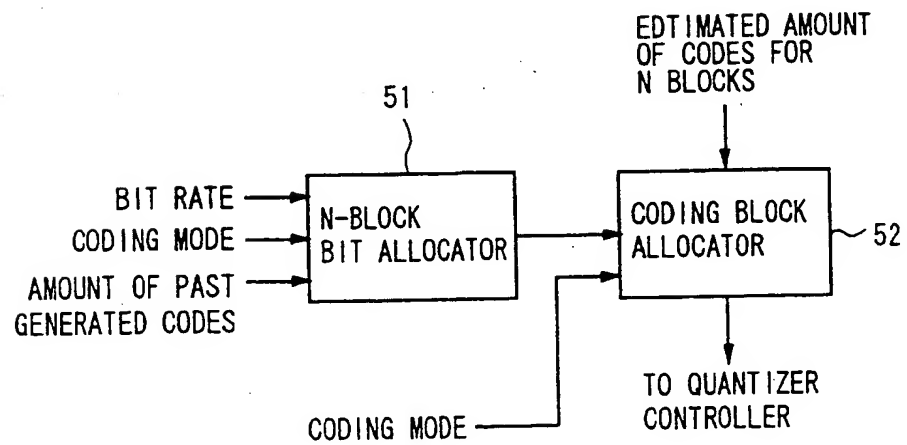 EDTIMATED AMOUNT
OF CODES FOR
N BLOCKS
51
BIT RATE
CODING MODE
AMOUNT OF PAST
GENERATED CODES
N-BLOCK
BIT ALLOCATOR
CODING BLOCK
ALLOCATOR
52
TO QUANTIZER
CONTROLLER
CODING MODE